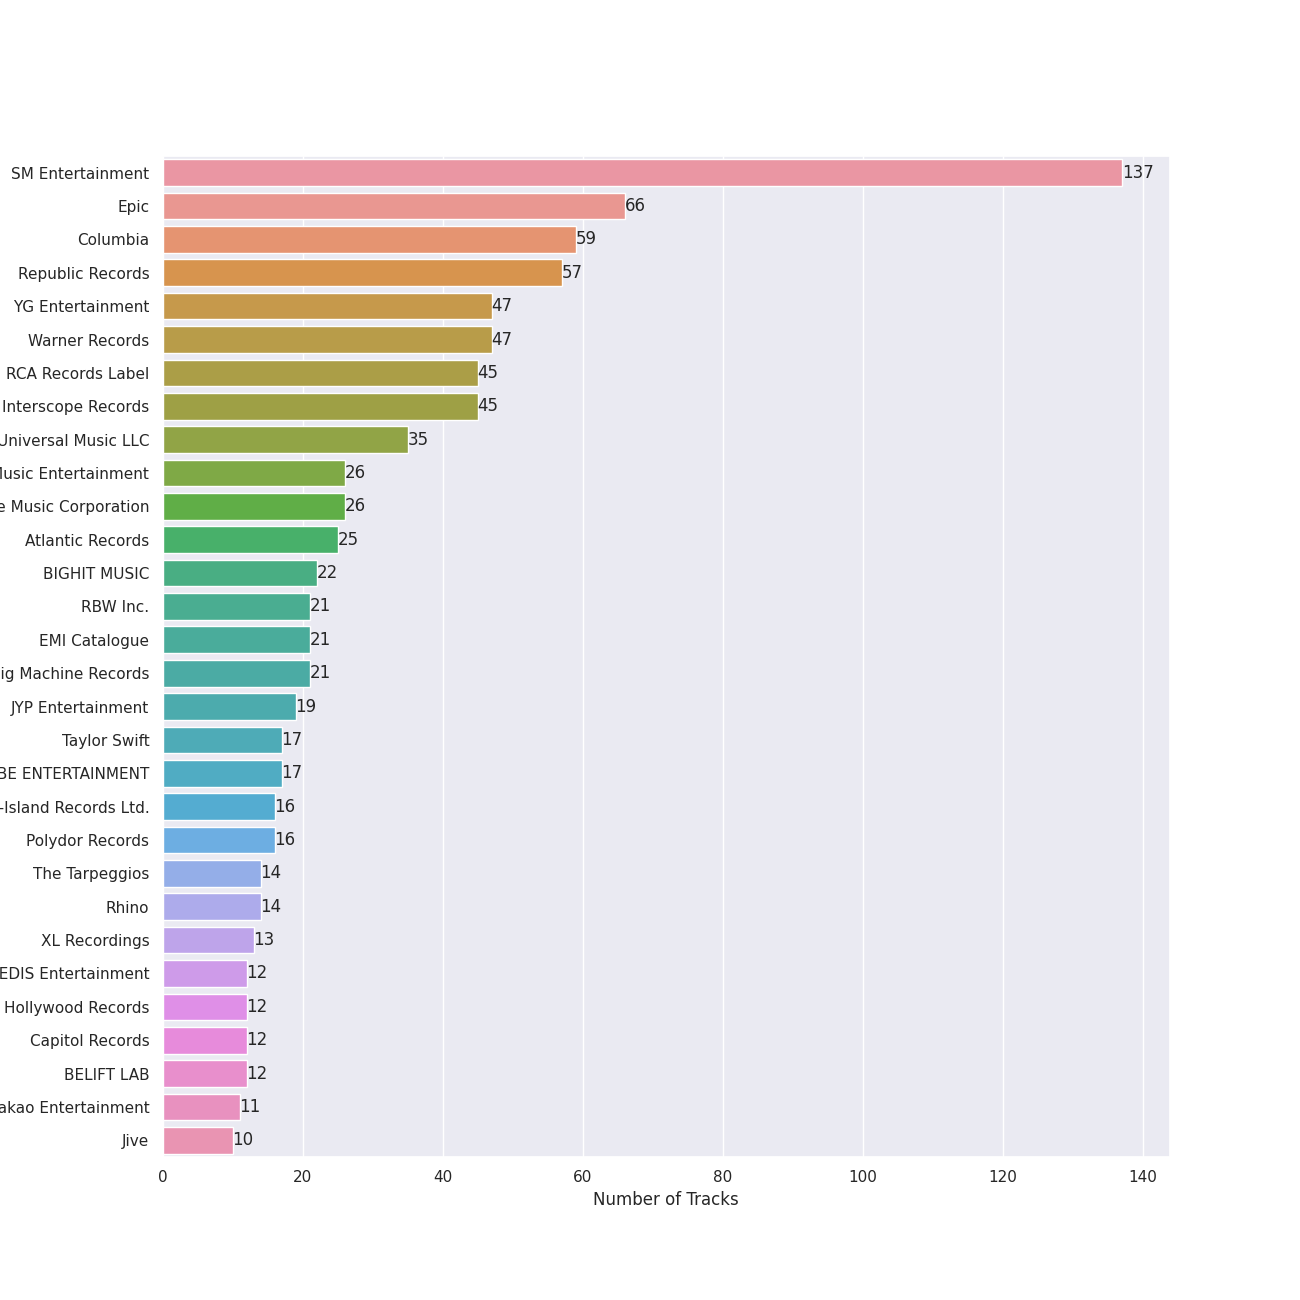 SM Entertainment 137
Epic 66
Columbia 59
Republic Records 57
YG Entertainment 47
Warner Records 47
RCA Records Label 45
Interscope Records 45
Universal Music LLC 35
Music Entertainment 26
e Music Corporation 26
Atlantic Records 25
BIGHIT MUSIC 22
RBW Inc. 21
EMI Catalogue 21
ig Machine Records 21
JYP Entertainment 19
Taylor Swift 17
BE ENTERTAINMENT 17
-Island Records Ltd. 16
Polydor Records 16
The Tarpeggios 14
Rhino 14
XL Recordings 13
EDIS Entertainment 12
Hollywood Records 12
Capitol Records 12
BELIFT LAB 12
akao Entertainment 11
Jive 10
0 20 40 60 80 100 120 140
Number of Tracks